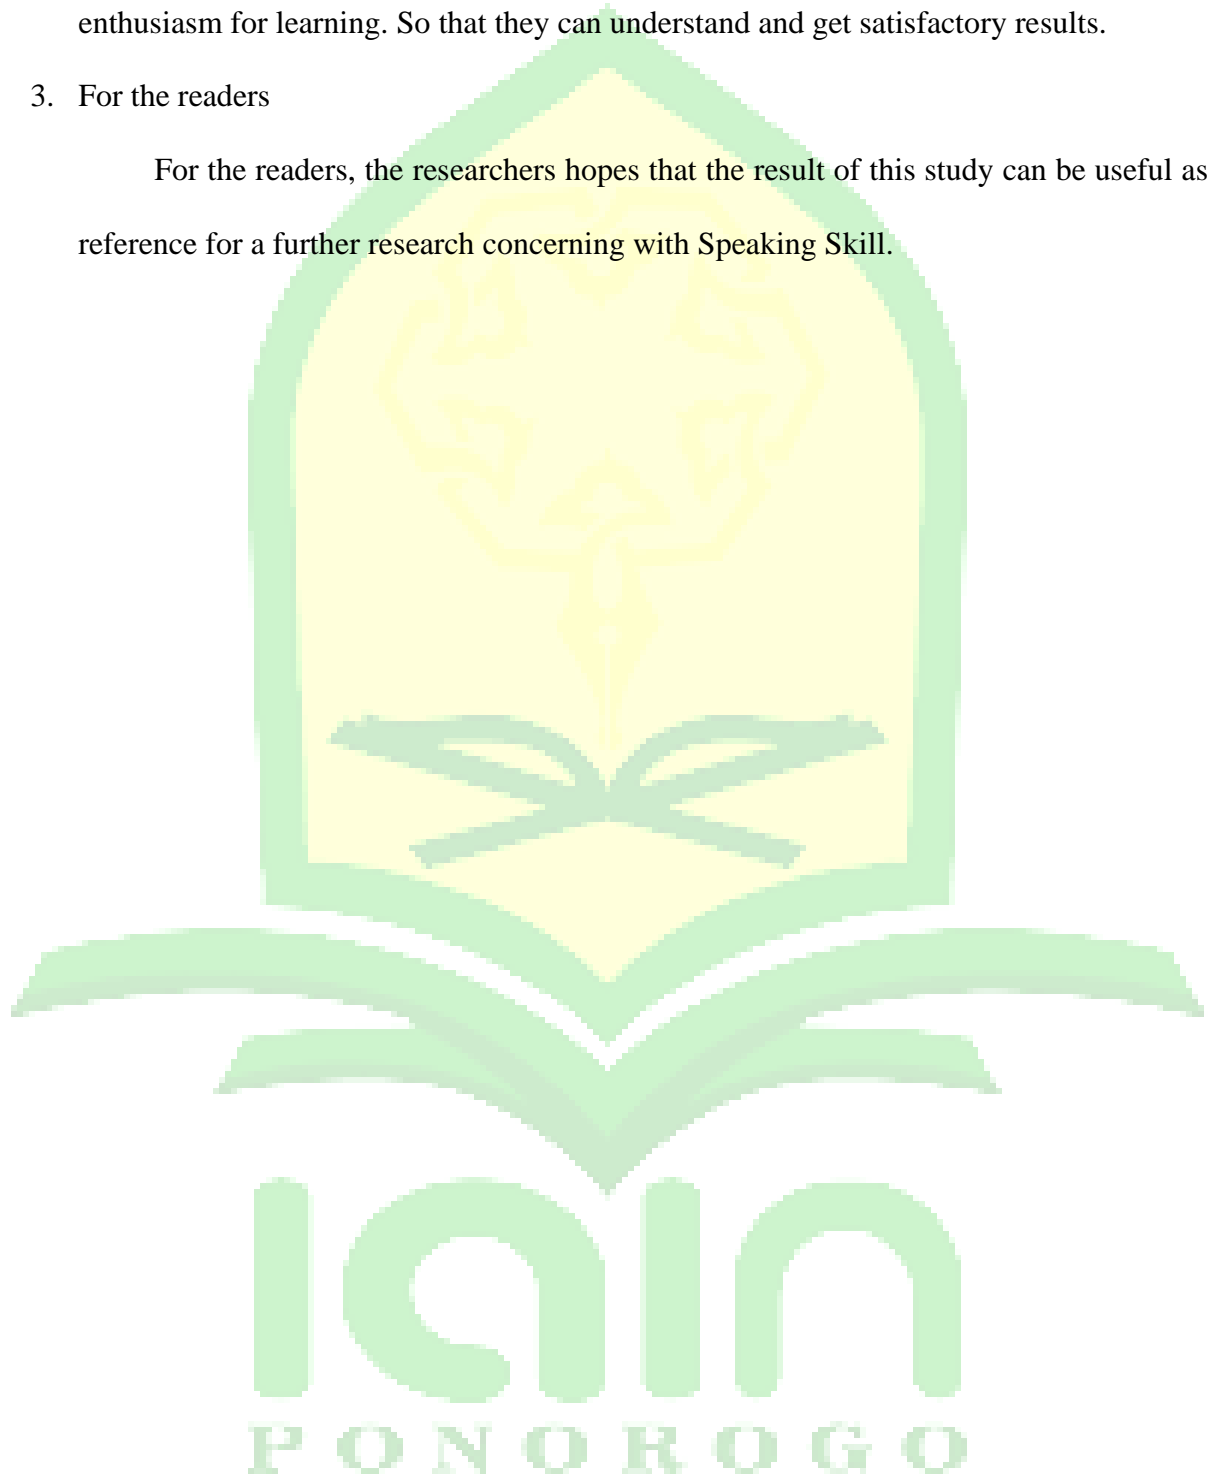 enthusiasm for learning. So that they can understand and get satisfactory results.
3. For the readers
For the readers, the researchers hopes that the result of this study can be useful as
reference for a further research concerning with Speaking Skill.
iain
PONOROGO